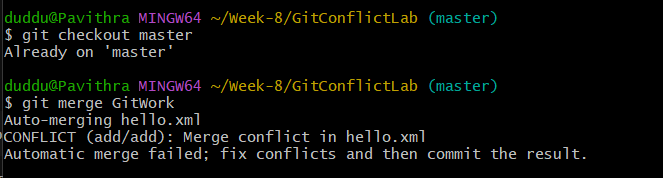 duddu@Pavithra MINGW64 ~/Week-8/GitConflictLab (master)
$ git checkout master
Already on 'master'
duddu@Pavithra MINGW64 ~/Week-8/GitConflictLab (master)
$ git merge GitWork
Auto-merging hello.xml
CONFLICT (add/add): Merge conflict in hello.xml
Automatic merge failed; fix conflicts and then commit the result.